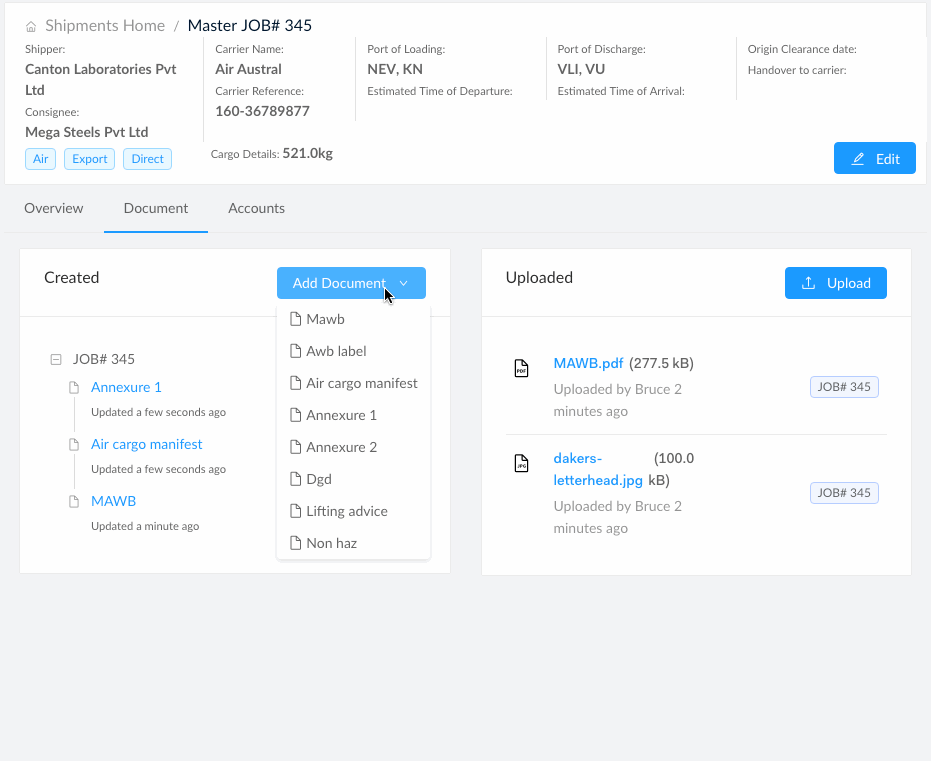 Shipments Home / Master JOB# 345
Shipper:
Canton Laboratories Pvt
Ltd
Consignee:
Mega Steels Pvt Ltd
Air Export Direct
Carrier Name:
Air Austral
Carrier Reference:
160-36789877
Cargo Details: 521.0kg
Port of Loading:
NEV, KN
Estimated Time of Departure:
Port of Discharge:
VLI, VU
Estimated Time of Arrival:
Origin Clearance date:
Handover to carrier:
Edit
Overview Document Accounts
Created
Add Document
Mawb
Awb label
Air cargo manifest
Annexure 1
Annexure 2
Dgd
Lifting advice
Non haz
JOB# 345
Annexure 1
Updated a few seconds ago
Air cargo manifest
Updated a few seconds ago
MAWB
Updated a minute ago
Uploaded
Upload
PDF
MAWB.pdf (277.5 kB)
Uploaded by Bruce 2
minutes ago
JOB# 345
JPG
dakers- (100.0
letterhead.jpg kB)
Uploaded by Bruce 2
minutes ago
JOB# 345